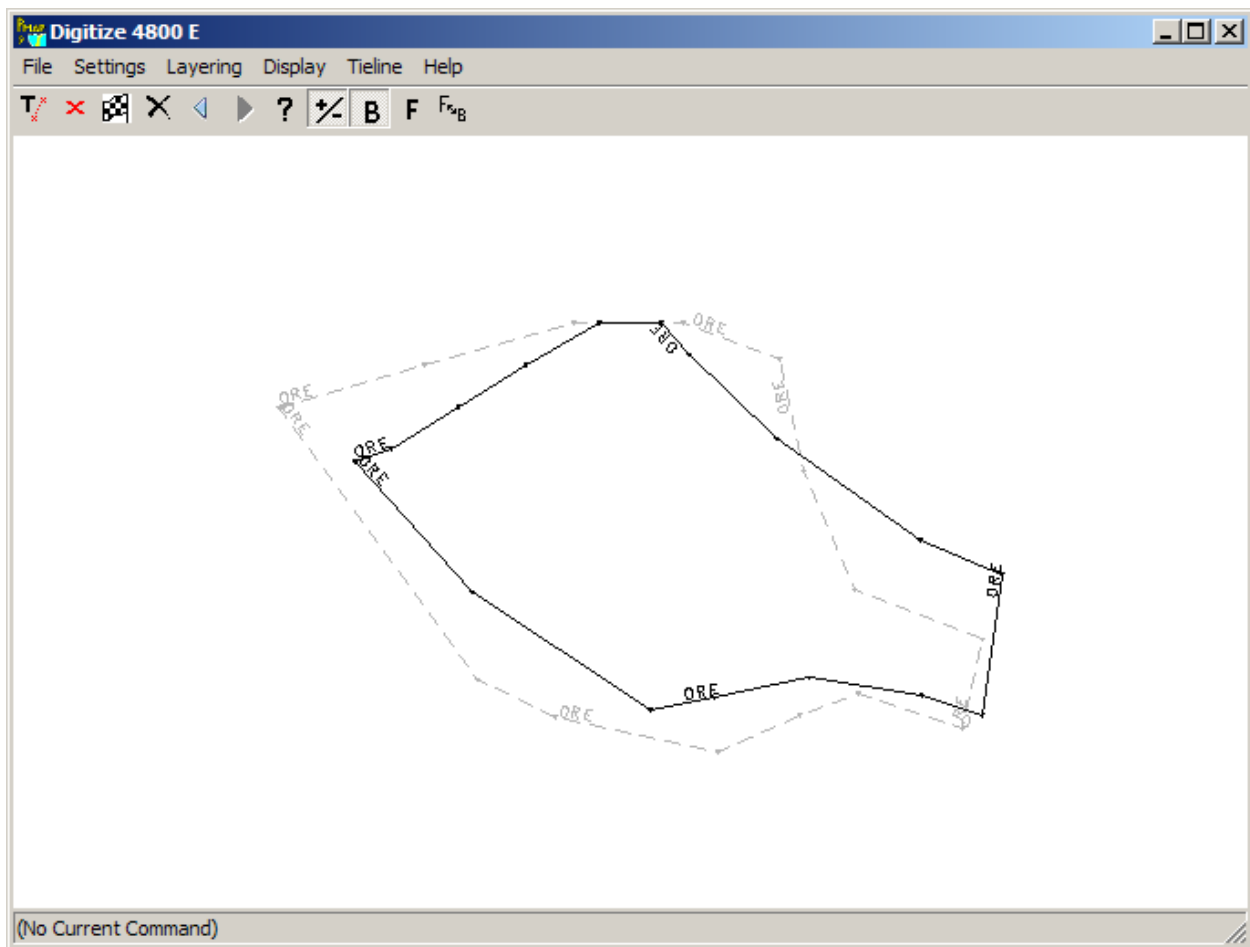 Digitize 4800 E
File Settings Layering Display Tieline Help
T ? +/- B F F B
ORE
ORE
ORE
ORE
ORE
ORE
ORE
ORE
ORE
ORE
ORE
(No Current Command)